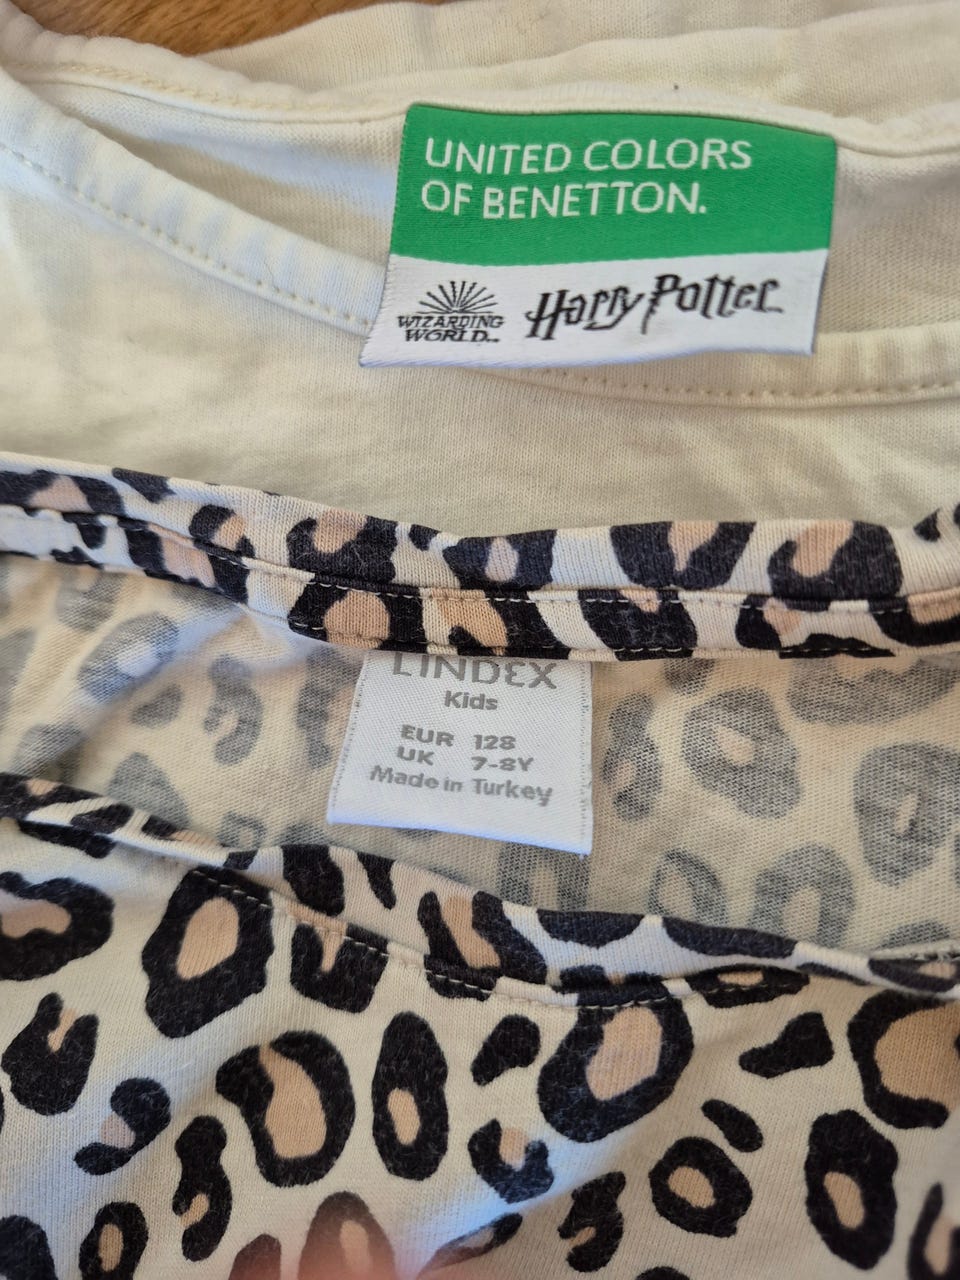 UNITED COLORS
OF BENETTON.
WIZARDING
WORLD
Harry Potter
LINDEX
Kids
EUR 128
UK 7-8Y
Made in Turkey